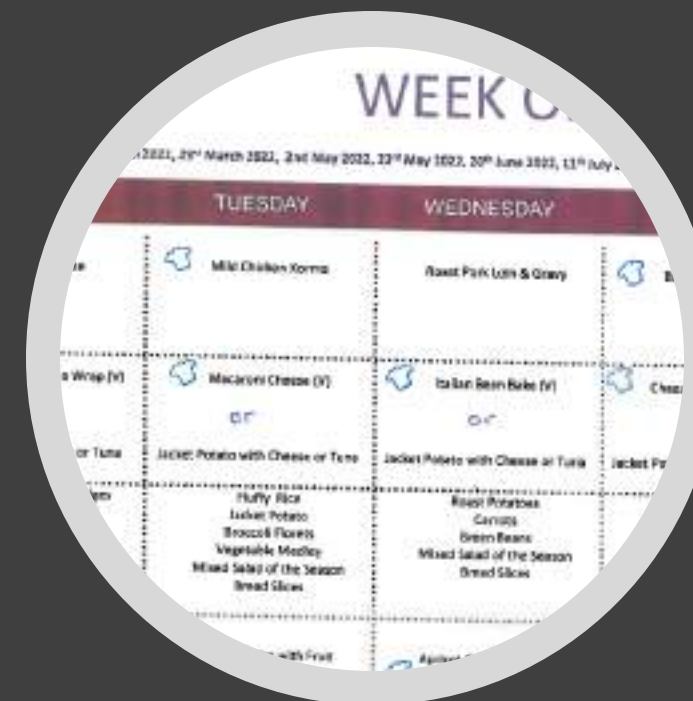 WEEK
2022, March 2022, 2nd May 2022, 23rd May 2022, 20th June 2022, 11th July
TUESDAY WEDNESDAY
Mild Chicken Korma Roast Pork Loin & Gravy
Wrap (V) Macaroni Cheese (V) Italian Bean Bake (V)
or or
or Tuna Jacket Potato with Cheese or Tuna Jacket Potato with Cheese or Tuna Jacket
Fluffy Rice Roast Potatoes
Jacket Potato Carrots
Broccoli Florets Green Beans
Vegetable Medley Mixed Salad of the Season
Mixed Salad of the Season Bread Slices
Bread Slices
with Fruit